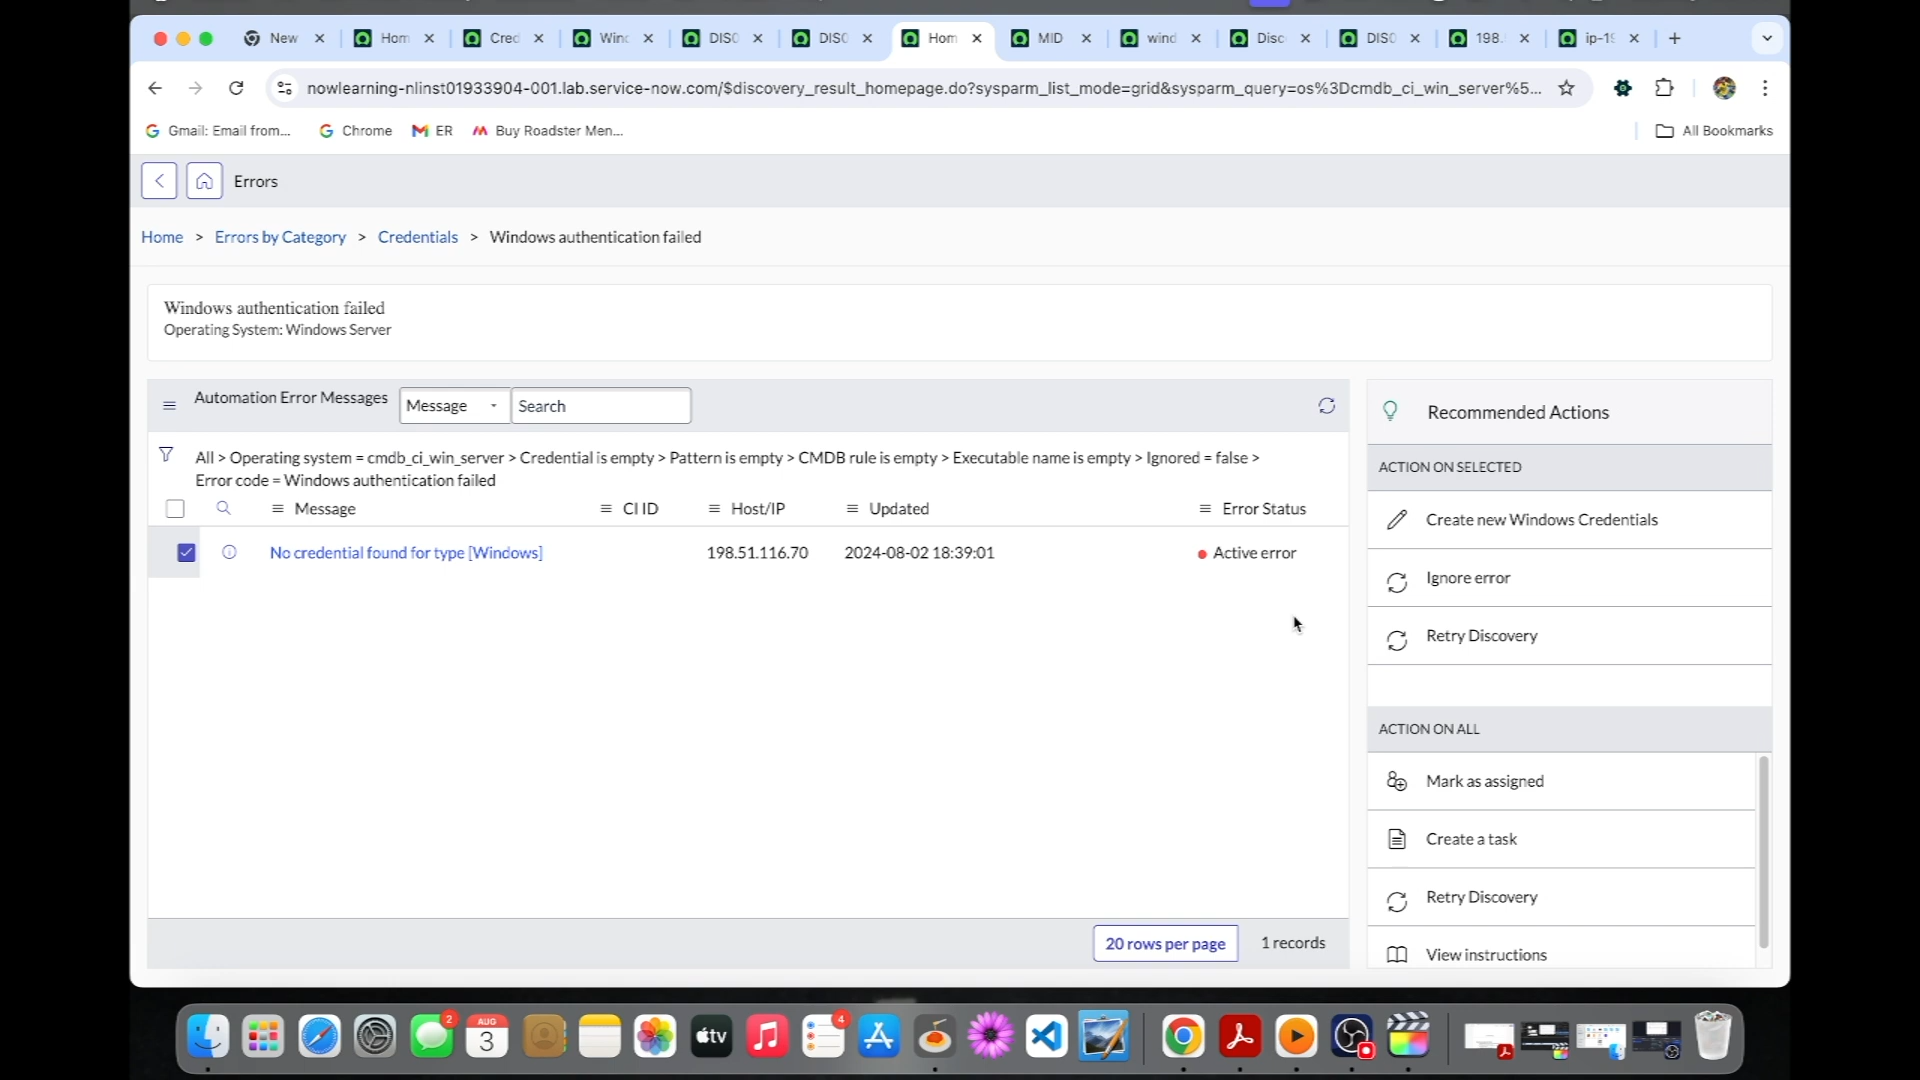 New
Hom
Cred
Winc
DISC
DISC
Hom
MID
wind
Disc
DISC
198.
ip-19
nowlearning-nlinst01933904-001.lab.service-now.com/$discovery_result_homepage.do?sysparm_list_mode=grid&sysparm_query=os%3Dcmdb_ci_win_server%5...
Gmail: Email from...
Chrome
ER
Buy Roadster Men...
All Bookmarks
Errors
Home > Errors by Category > Credentials > Windows authentication failed
Windows authentication failed
Operating System: Windows Server
Automation Error Messages
Message
Search
All > Operating system = cmdb_ci_win_server > Credential is empty > Pattern is empty > CMDB rule is empty > Executable name is empty > Ignored = false >
Error code = Windows authentication failed
Message
CI ID
Host/IP
Updated
Error Status
No credential found for type [Windows]
198.51.116.70
2024-08-02 18:39:01
Active error
20 rows per page
1 records
Recommended Actions
ACTION ON SELECTED
Create new Windows Credentials
Ignore error
Retry Discovery
ACTION ON ALL
Mark as assigned
Create a task
Retry Discovery
View instructions
2
AUG
3
tv
4